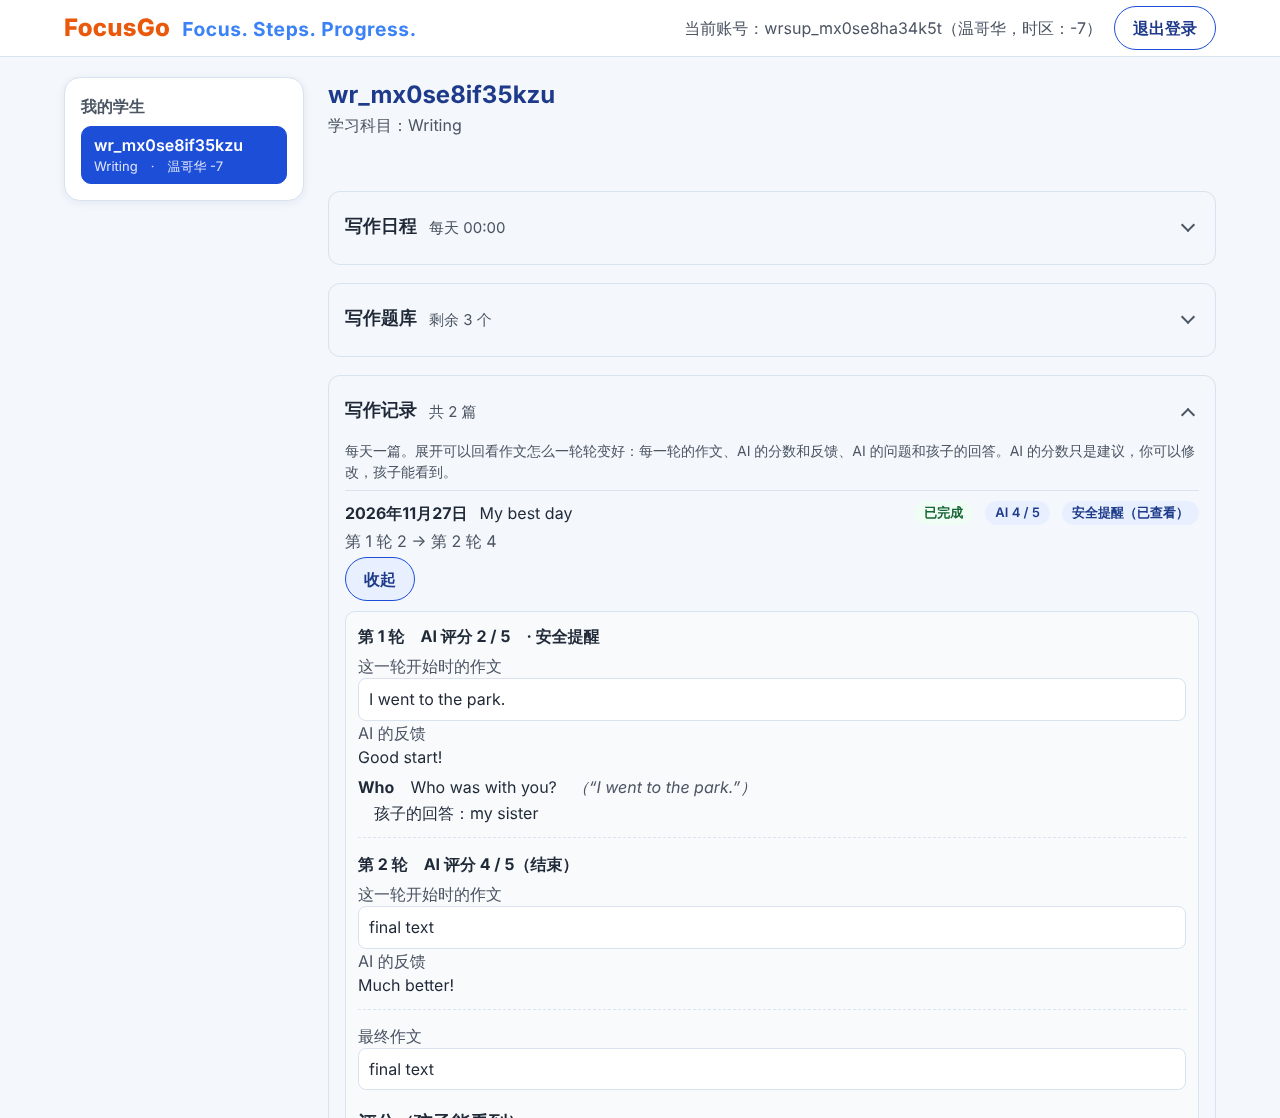 FocusGo Focus. Steps. Progress.
当前账号：wrsup_mx0se8ha34k5t（温哥华，时区：-7）
退出登录
我的学生
wr_mx0se8if35kzu
Writing · 温哥华 -7
wr_mx0se8if35kzu
学习科目：Writing
写作日程 每天 00:00
写作题库 剩余 3 个
写作记录 共 2 篇
每天一篇。展开可以回看作文怎么一轮轮变好：每一轮的作文、AI 的分数和反馈、AI 的问题和孩子的回答。AI 的分数只是建议，你可以修
改，孩子能看到。
2026年11月27日 My best day 已完成 AI 4 / 5 安全提醒（已查看）
第 1 轮 2 → 第 2 轮 4
收起
第 1 轮 AI 评分 2 / 5 · 安全提醒
这一轮开始时的作文
I went to the park.
AI 的反馈
Good start!
Who Who was with you? （“I went to the park.”）
孩子的回答：my sister
第 2 轮 AI 评分 4 / 5（结束）
这一轮开始时的作文
final text
AI 的反馈
Much better!
最终作文
final text
评分（孩子能看到）